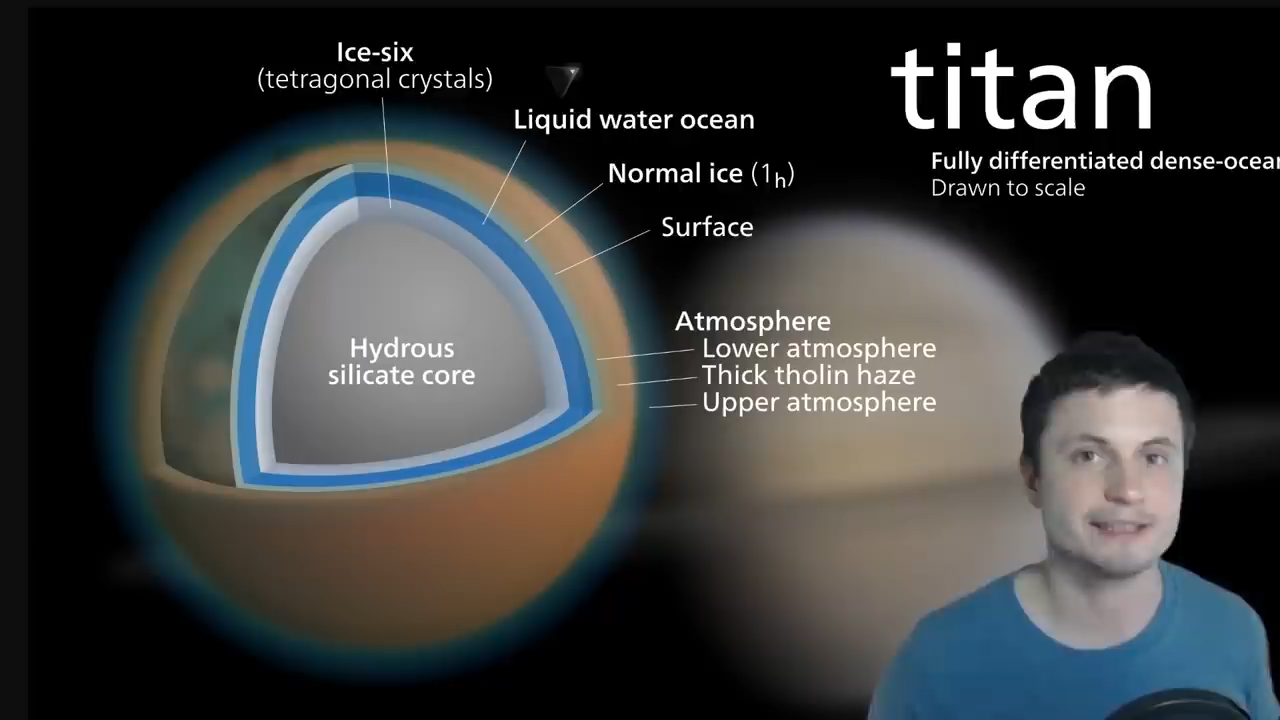 titan
Fully differentiated dense-ocean
Drawn to scale
Ice-six
(tetragonal crystals)
Liquid water ocean
Normal ice (1h)
Surface
Atmosphere
Lower atmosphere
Thick tholin haze
Upper atmosphere
Hydrous
silicate core